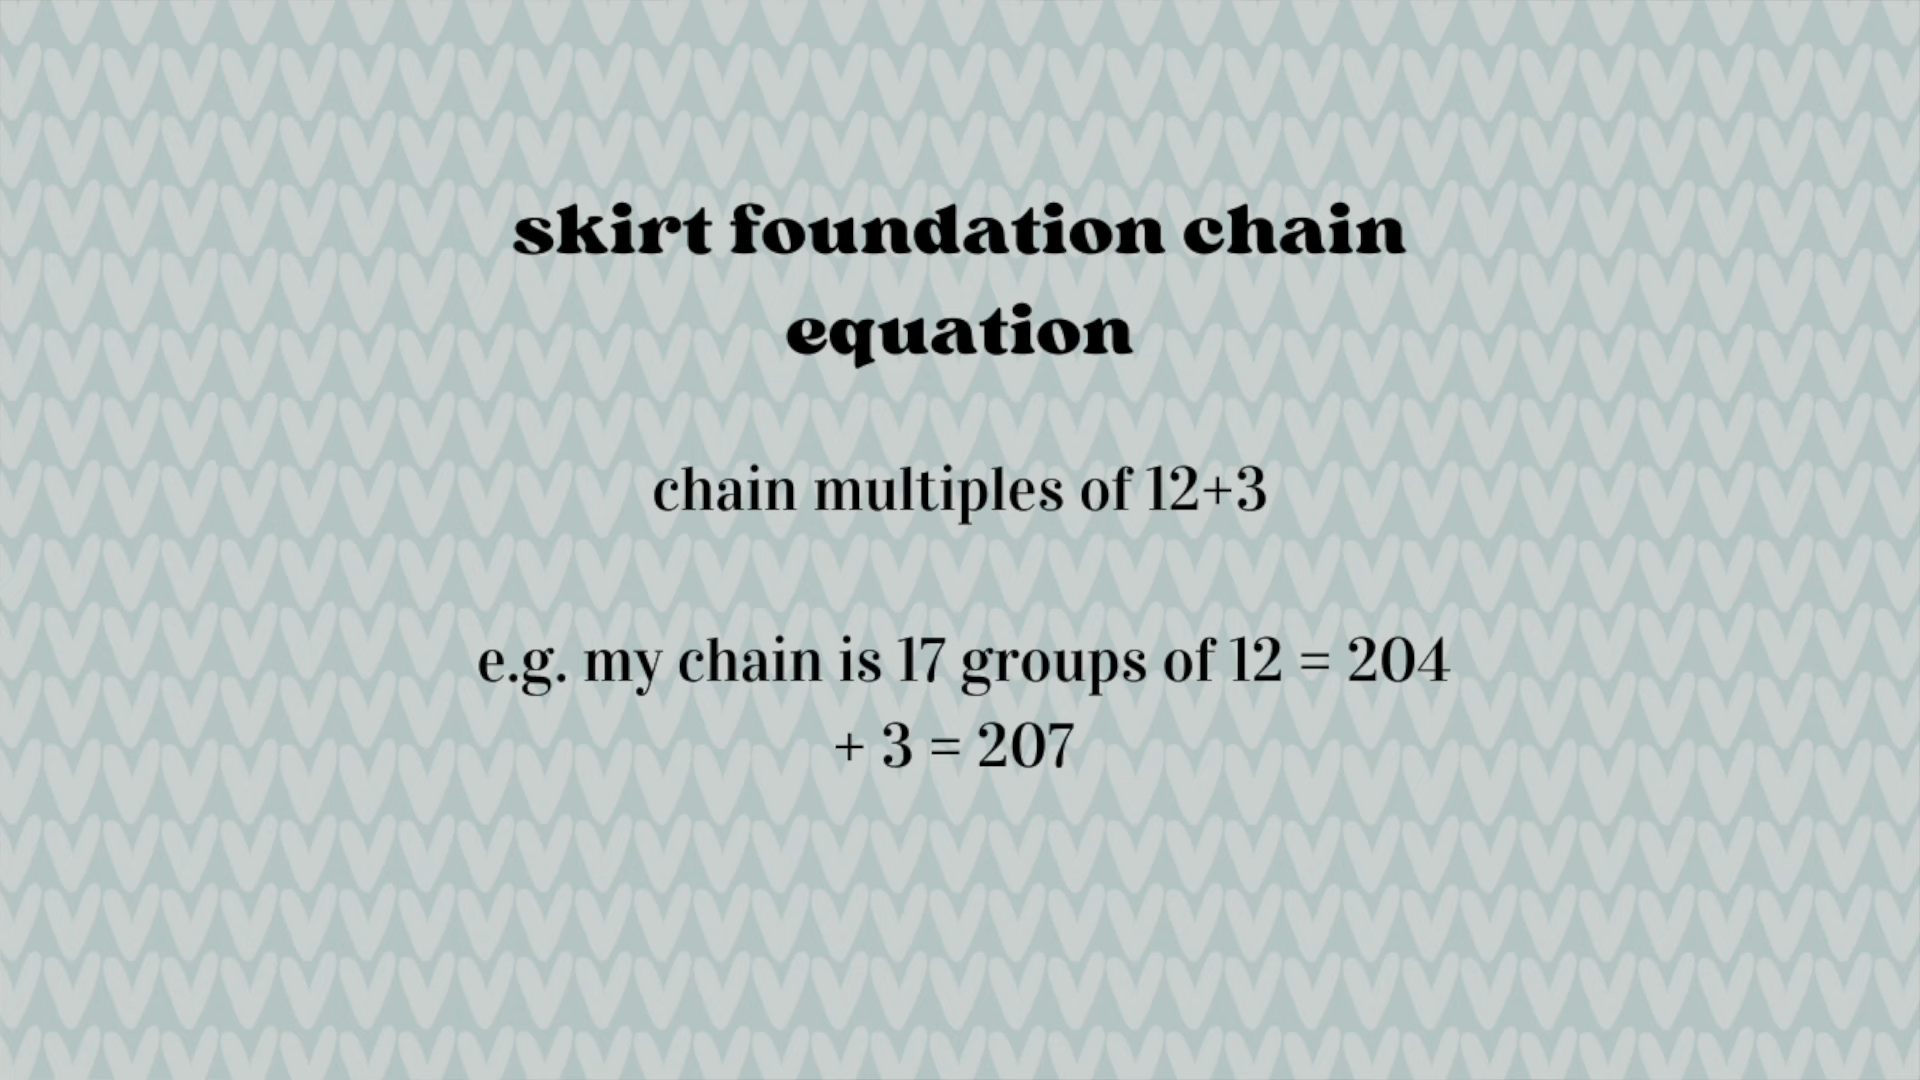 skirt foundation chain
equation
chain multiples of 12+3
e.g. my chain is 17 groups of 12 = 204
+ 3 = 207